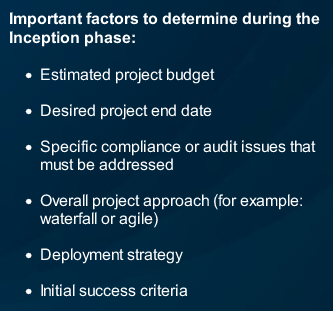 Important factors to determine during the
Inception phase:
• Estimated project budget
• Desired project end date
• Specific compliance or audit issues that
must be addressed
• Overall project approach (for example:
waterfall or agile)
• Deployment strategy
• Initial success criteria